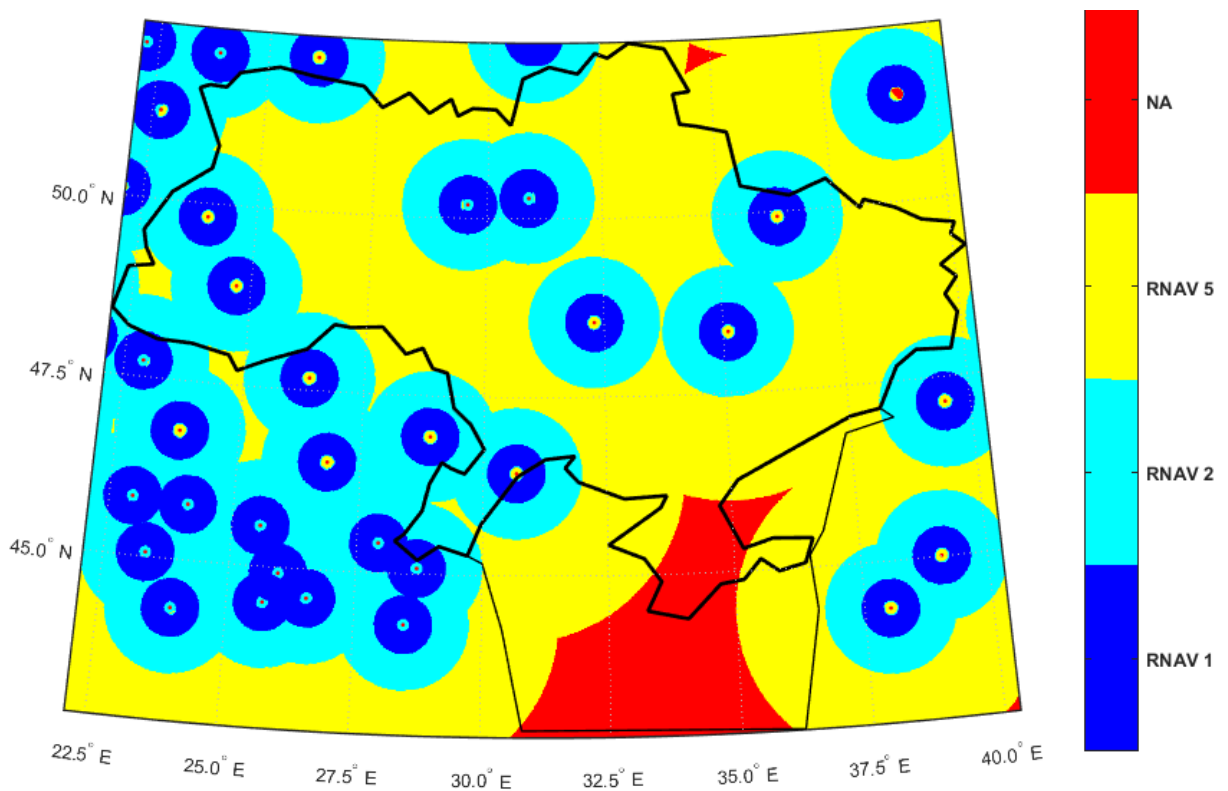 NA
RNAV 5
RNAV 2
RNAV 1
50.0° N
47.5° N
45.0° N
22.5° E
25.0° E
27.5° E
30.0° E
32.5° E
35.0° E
37.5° E
40.0° E